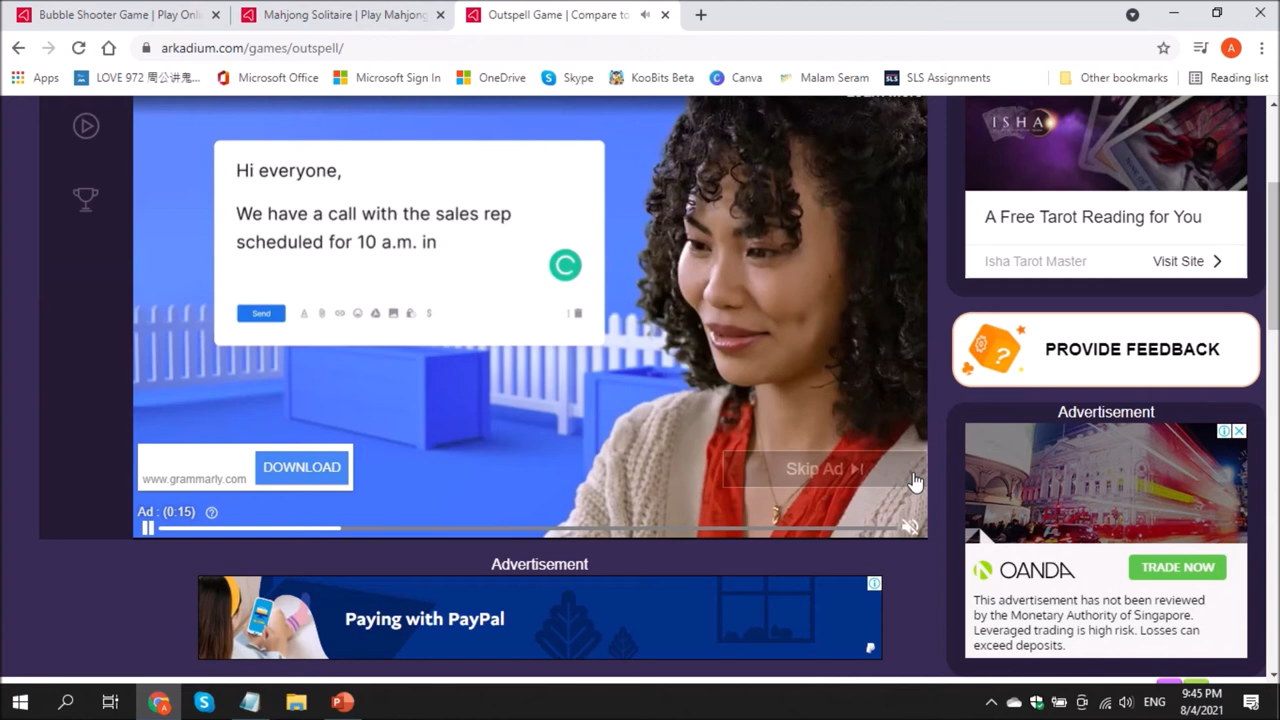 Bubble Shooter Game | Play Onli
Mahjong Solitaire | Play Mahjong
Outspell Game | Compare to
arkadium.com/games/outspell/
A
Apps
LOVE 972 周公讲鬼...
Microsoft Office
Microsoft Sign In
OneDrive
Skype
KooBits Beta
Canva
Malam Seram
SLS
SLS Assignments
Other bookmarks
Reading list
Learn More
Hi everyone,
We have a call with the sales rep
scheduled for 10 a.m. in
Send
www.grammarly.com
DOWNLOAD
Skip Ad
Ad : (0:15)
ISHA
A Free Tarot Reading for You
Isha Tarot Master
Visit Site
PROVIDE FEEDBACK
Advertisement
OANDA
TRADE NOW
This advertisement has not been reviewed
by the Monetary Authority of Singapore.
Leveraged trading is high risk. Losses can
exceed deposits.
Advertisement
Paying with PayPal
ENG
9:45 PM
8/4/2021